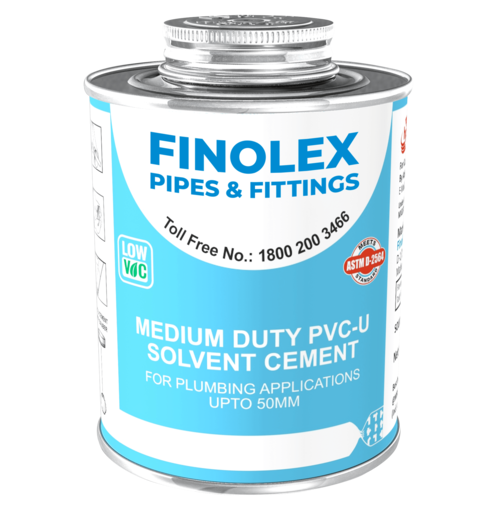 FINOLEX
PIPES & FITTINGS
Toll Free No.: 1800 200 3466
LOW
VOC
MEETS
ASTM D-2564
STANDARD
MEDIUM DUTY PVC-U
SOLVENT CEMENT
FOR PLUMBING APPLICATIONS
UPTO 50MM